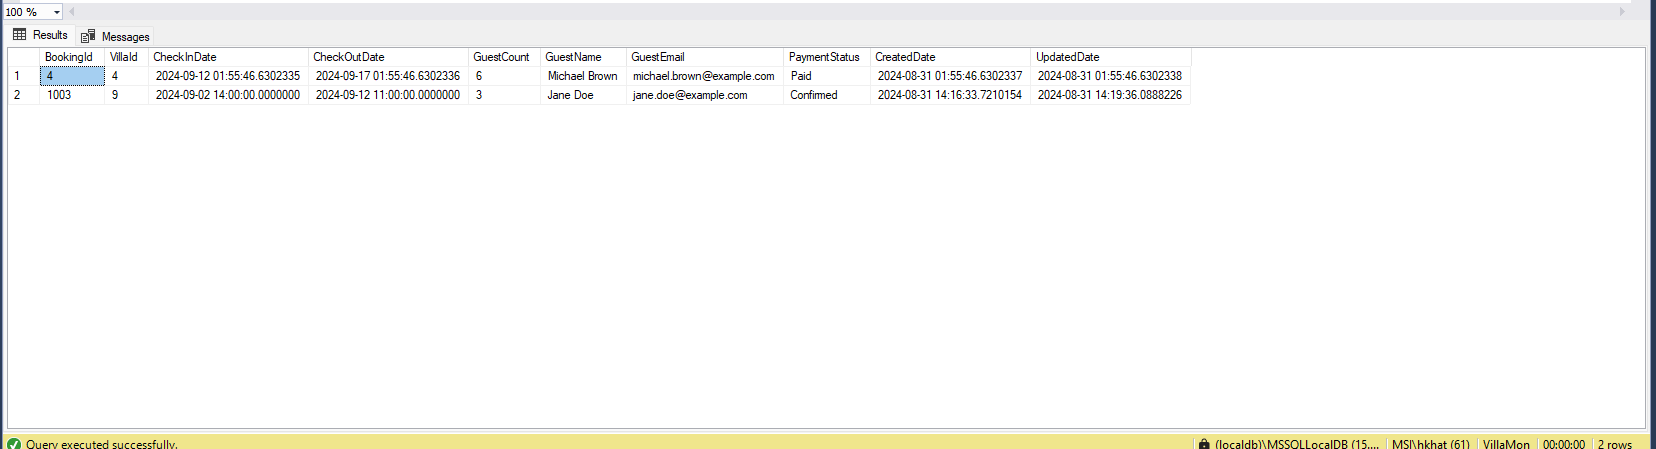 100 %
Results Messages
BookingId VillaId CheckInDate CheckOutDate GuestCount GuestName GuestEmail PaymentStatus CreatedDate UpdatedDate
1 4 4 2024-09-12 01:55:46.6302335 2024-09-17 01:55:46.6302336 6 Michael Brown michael.brown@example.com Paid 2024-08-31 01:55:46.6302337 2024-08-31 01:55:46.6302338
2 1003 9 2024-09-02 14:00:00.0000000 2024-09-12 11:00:00.0000000 3 Jane Doe jane.doe@example.com Confirmed 2024-08-31 14:16:33.7210154 2024-08-31 14:19:36.0888226
Query executed successfully. (localdb)\MSSQLLocalDB (15.... MSI\hkhat (61) VillaMon 00:00:00 2 rows